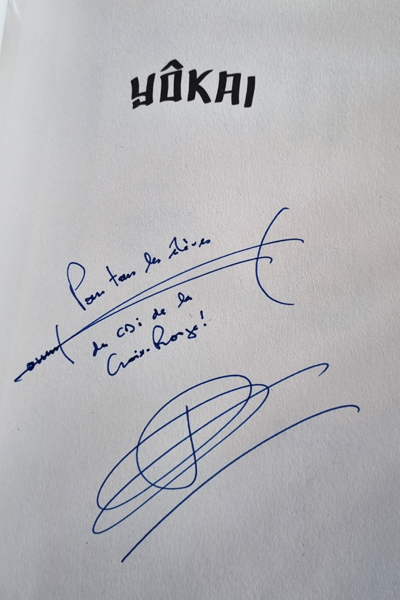 YÔKAI
Pour tous les élèves
du CDI de la
Croix-Rouge!